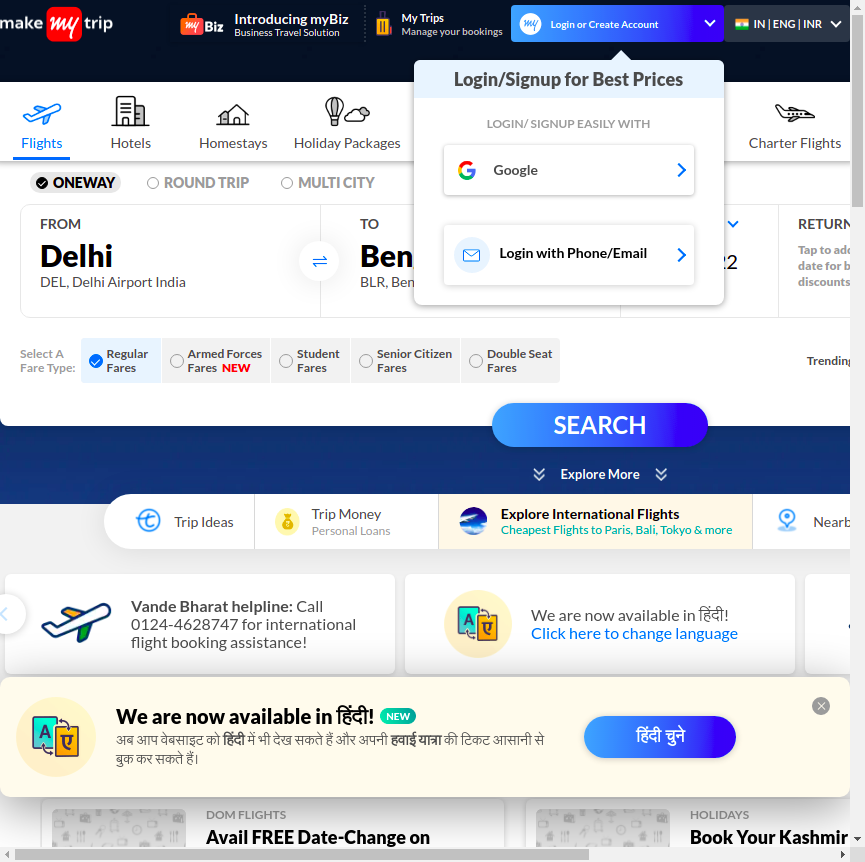 make my trip
my Biz
Introducing myBiz
Business Travel Solution
My Trips
Manage your bookings
my
Login or Create Account
IN | ENG | INR
Login/Signup for Best Prices
LOGIN/ SIGNUP EASILY WITH
Google
Login with Phone/Email
Flights
Hotels
Homestays
Holiday Packages
Charter Flights
ONEWAY
ROUND TRIP
MULTI CITY
FROM
Delhi
DEL, Delhi Airport India
TO
Ben
BLR, Ben
22
RETURN
Tap to add
date for b
discounts
Select A
Fare Type:
Regular
Fares
Armed Forces
Fares NEW
Student
Fares
Senior Citizen
Fares
Double Seat
Fares
Trending
SEARCH
Explore More
Trip Ideas
Trip Money
Personal Loans
Explore International Flights
Cheapest Flights to Paris, Bali, Tokyo & more
Nearb
Vande Bharat helpline: Call
0124-4628747 for international
flight booking assistance!
A ए
We are now available in हिंदी!
Click here to change language
A ए
We are now available in हिंदी! NEW
अब आप वेबसाइट को हिंदी में भी देख सकते हैं और अपनी हवाई यात्रा की टिकट आसानी से
बुक कर सकते हैं।
हिंदी चुने
DOM FLIGHTS
Avail FREE Date-Change on
HOLIDAYS
Book Your Kashmir